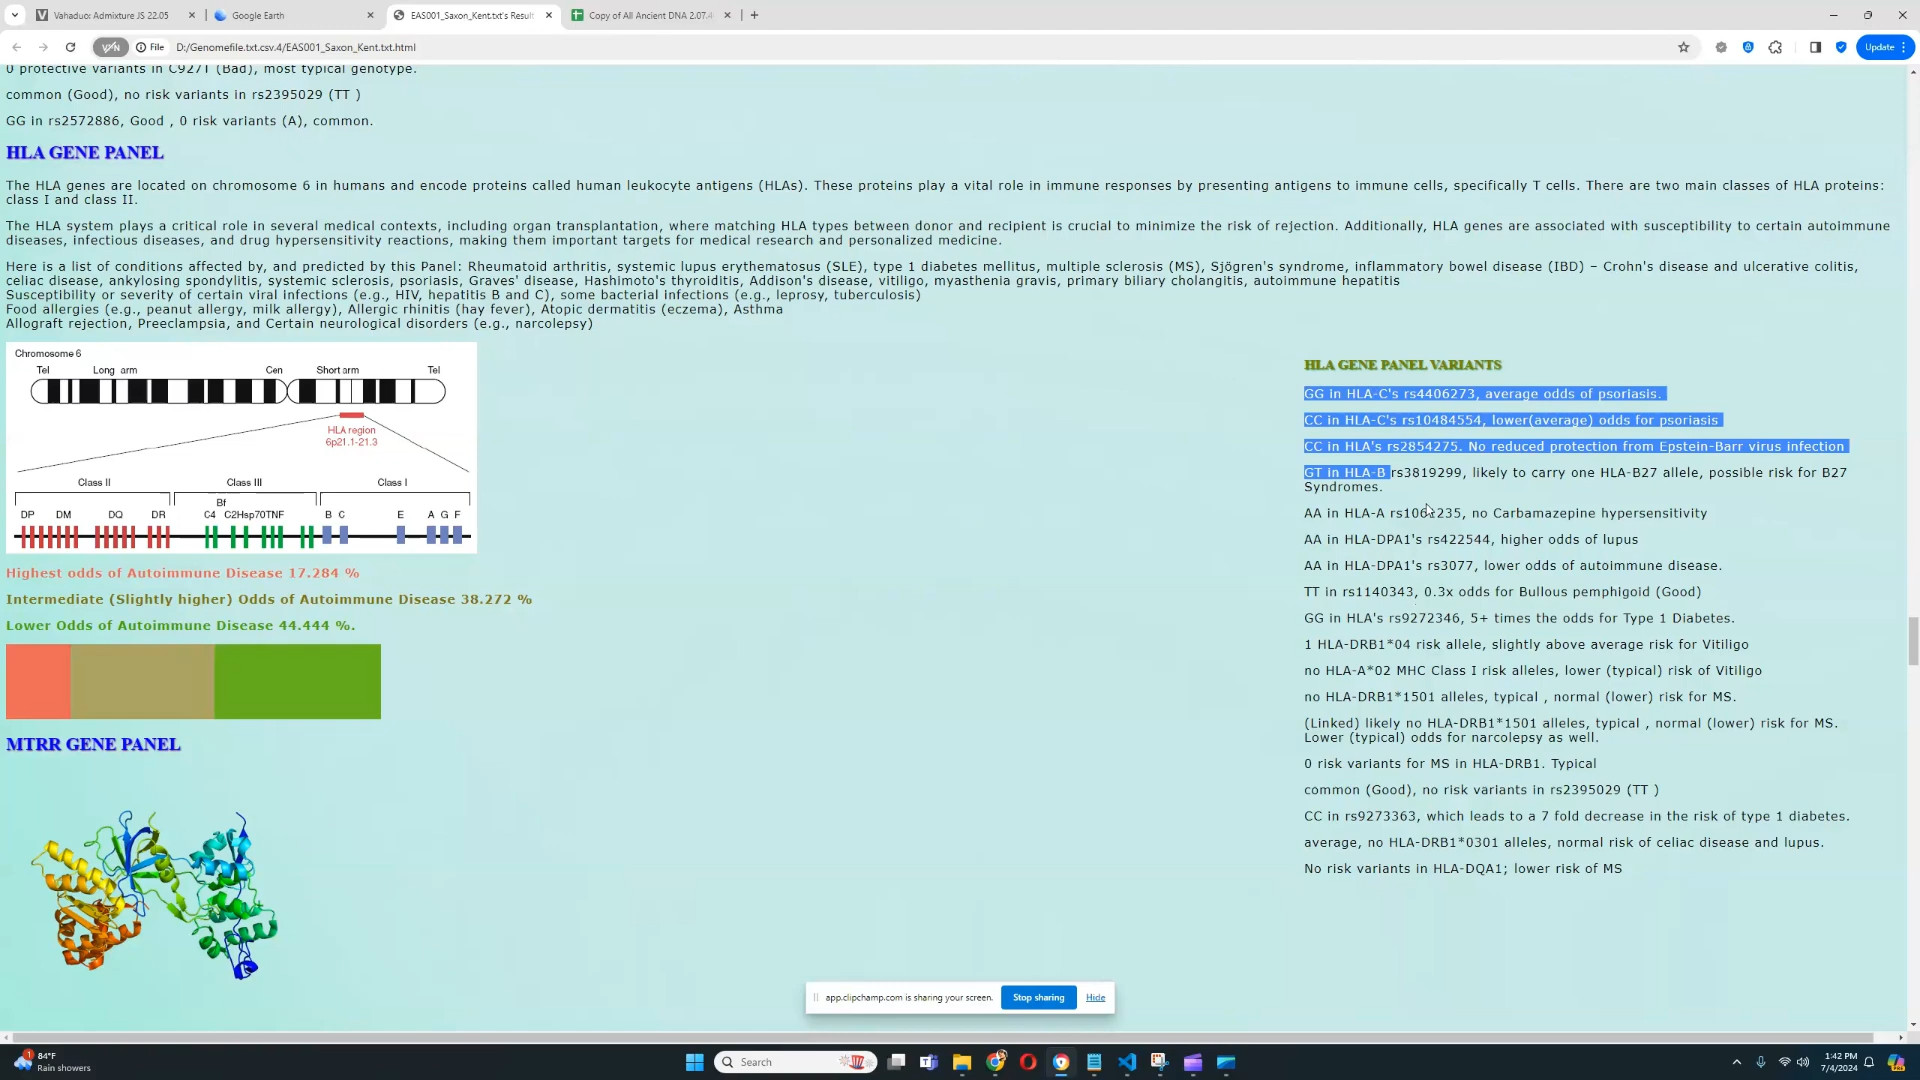 Vahaduo: Admixture JS 22.05
Google Earth
EAS001_Saxon_Kent.txt's Result
Copy of All Ancient DNA 2.07.4
File
D:/Genomefile.txt.csv.4/EAS001_Saxon_Kent.txt.html
Update
0 protective variants in C927T (Bad), most typical genotype.
common (Good), no risk variants in rs2395029 (TT )
GG in rs2572886, Good , 0 risk variants (A), common.
HLA GENE PANEL
The HLA genes are located on chromosome 6 in humans and encode proteins called human leukocyte antigens (HLAs). These proteins play a vital role in immune responses by presenting antigens to immune cells, specifically T cells. There are two main classes of HLA proteins:
class I and class II.
The HLA system plays a critical role in several medical contexts, including organ transplantation, where matching HLA types between donor and recipient is crucial to minimize the risk of rejection. Additionally, HLA genes are associated with susceptibility to certain autoimmune
diseases, infectious diseases, and drug hypersensitivity reactions, making them important targets for medical research and personalized medicine.
Here is a list of conditions affected by, and predicted by this Panel: Rheumatoid arthritis, systemic lupus erythematosus (SLE), type 1 diabetes mellitus, multiple sclerosis (MS), Sjögren's syndrome, inflammatory bowel disease (IBD) – Crohn's disease and ulcerative colitis,
celiac disease, ankylosing spondylitis, systemic sclerosis, psoriasis, Graves' disease, Hashimoto's thyroiditis, Addison's disease, vitiligo, myasthenia gravis, primary biliary cholangitis, autoimmune hepatitis
Susceptibility or severity of certain viral infections (e.g., HIV, hepatitis B and C), some bacterial infections (e.g., leprosy, tuberculosis)
Food allergies (e.g., peanut allergy, milk allergy), Allergic rhinitis (hay fever), Atopic dermatitis (eczema), Asthma
Allograft rejection, Preeclampsia, and Certain neurological disorders (e.g., narcolepsy)
Chromosome 6
Tel Long arm Cen Short arm Tel
HLA region
6p21.1-21.3
Class II Class III Class I
Bf
DP DM DQ DR C4 C2Hsp70TNF B C E A G F
Highest odds of Autoimmune Disease 17.284 %
Intermediate (Slightly higher) Odds of Autoimmune Disease 38.272 %
Lower Odds of Autoimmune Disease 44.444 %.
MTRR GENE PANEL
HLA GENE PANEL VARIANTS
GG in HLA-C's rs4406273, average odds of psoriasis.
CC in HLA-C's rs10484554, lower(average) odds for psoriasis
CC in HLA's rs2854275. No reduced protection from Epstein-Barr virus infection
GT in HLA-B rs3819299, likely to carry one HLA-B27 allele, possible risk for B27
Syndromes.
AA in HLA-A rs1061235, no Carbamazepine hypersensitivity
AA in HLA-DPA1's rs422544, higher odds of lupus
AA in HLA-DPA1's rs3077, lower odds of autoimmune disease.
TT in rs1140343, 0.3x odds for Bullous pemphigoid (Good)
GG in HLA's rs9272346, 5+ times the odds for Type 1 Diabetes.
1 HLA-DRB1*04 risk allele, slightly above average risk for Vitiligo
no HLA-A*02 MHC Class I risk alleles, lower (typical) risk of Vitiligo
no HLA-DRB1*1501 alleles, typical , normal (lower) risk for MS.
(Linked) likely no HLA-DRB1*1501 alleles, typical , normal (lower) risk for MS.
Lower (typical) odds for narcolepsy as well.
0 risk variants for MS in HLA-DRB1. Typical
common (Good), no risk variants in rs2395029 (TT )
CC in rs9273363, which leads to a 7 fold decrease in the risk of type 1 diabetes.
average, no HLA-DRB1*0301 alleles, normal risk of celiac disease and lupus.
No risk variants in HLA-DQA1; lower risk of MS
app.clipchamp.com is sharing your screen.
Stop sharing
Hide
1
84°F
Rain showers
Search
1:42 PM
7/4/2024